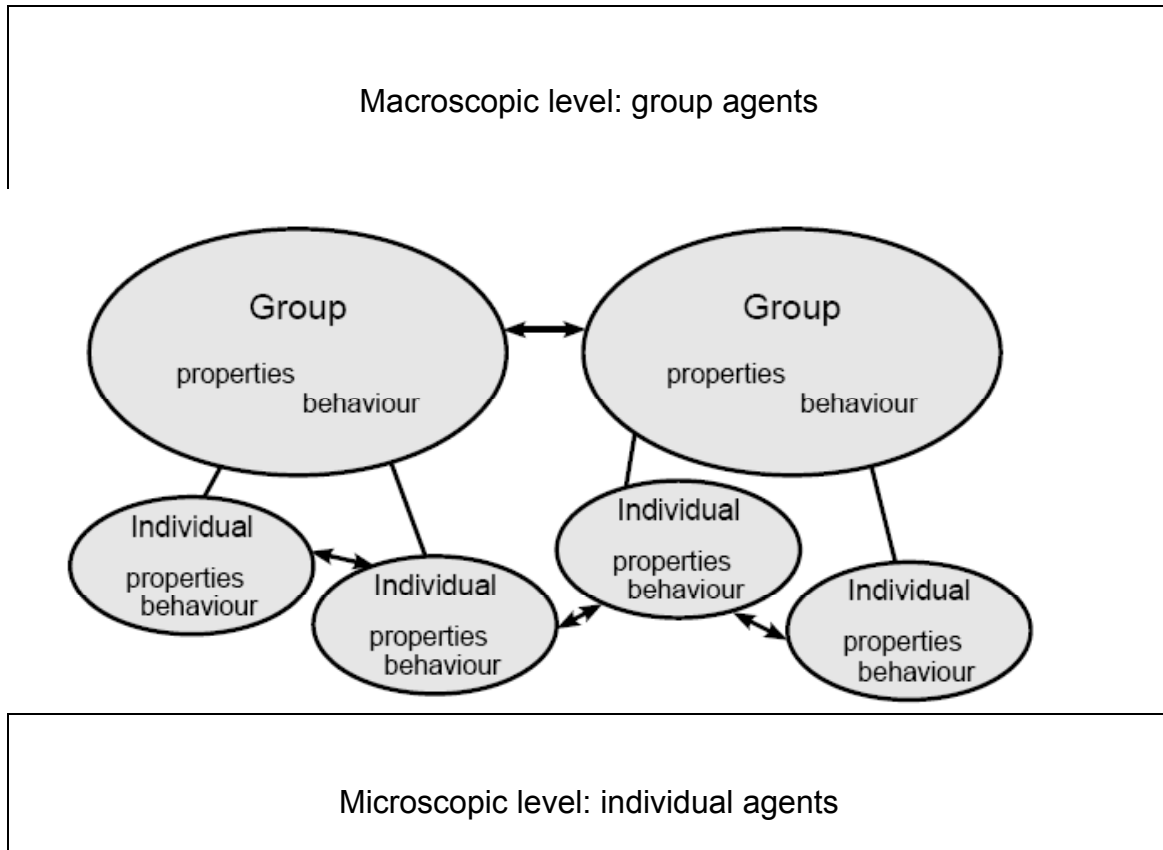 Macroscopic level: group agents
Group
properties
behaviour
Group
properties
behaviour
Individual
properties
behaviour
Individual
properties
behaviour
Individual
properties
behaviour
Individual
properties
behaviour
Microscopic level: individual agents